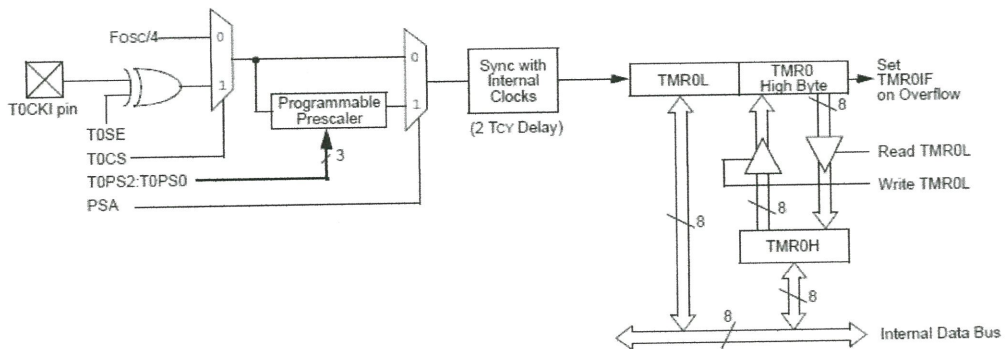 Fosc/4
0
1
T0CKI pin
T0SE
T0CS
T0PS2:T0PS0
PSA
Programmable
Prescaler
3
0
1
Sync with
Internal
Clocks
(2 TCY Delay)
TMR0L
TMR0
High Byte
Set
TMR0IF
on Overflow
8
Read TMR0L
Write TMR0L
8
8
TMR0H
8
8
Internal Data Bus